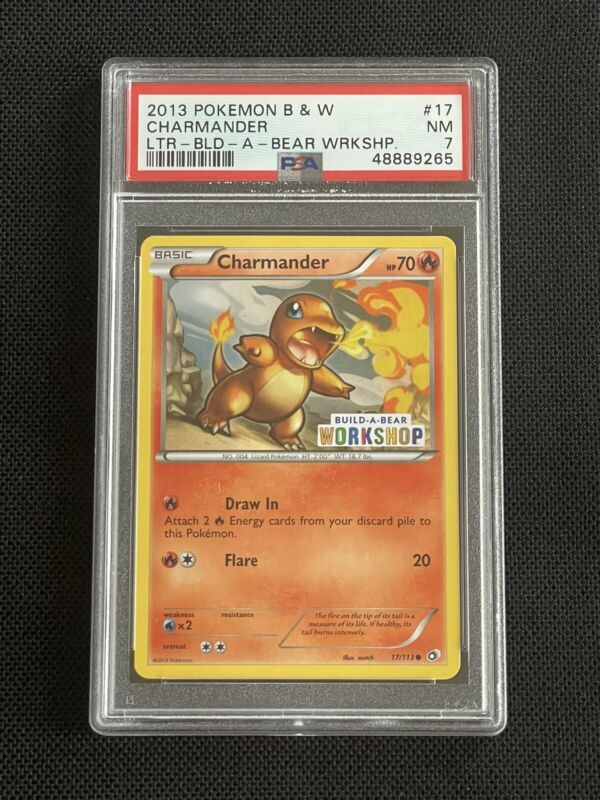 2013 POKEMON B & W #17
CHARMANDER NM
LTR-BLD-A-BEAR WRKSHP. 7
PSA 48889265
BASIC
Charmander HP70
BUILD-A-BEAR
WORKSHOP
NO. 004 Lizard Pokémon HT 2'00" WT 18.7 lbs.
Draw In
Attach 2 Energy cards from your discard pile to
this Pokémon.
Flare 20
weakness resistance
×2
The fire on the tip of its tail is a
measure of its life. If healthy, its
tail burns intensely.
retreat
©2013 Pokémon Illus. match 17/113